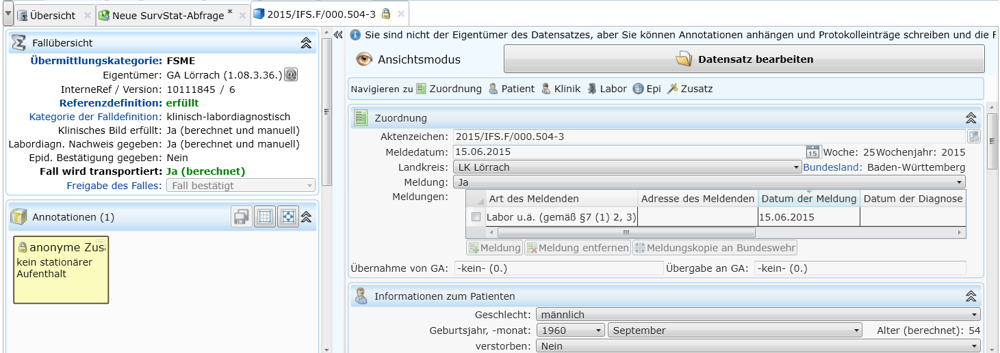 Übersicht
Neue SurvStat-Abfrage *
2015/IFS.F/000.504-3
Fallübersicht
Übermittlungskategorie: FSME
Eigentümer: GA Lörrach (1.08.3.36.) @
InterneRef / Version: 10111845 / 6
Referenzdefinition: erfüllt
Kategorie der Falldefinition: klinisch-labordiagnostisch
Klinisches Bild erfüllt: Ja (berechnet und manuell)
Labordiagn. Nachweis gegeben: Ja (berechnet und manuell)
Epid. Bestätigung gegeben: Nein
Fall wird transportiert: Ja (berechnet)
Freigabe des Falles: Fall bestätigt
Annotationen (1)
anonyme Zusa
kein stationärer
Aufenthalt
Sie sind nicht der Eigentümer des Datensatzes, aber Sie können Annotationen anhängen und Protokolleinträge schreiben und die F
Ansichtsmodus
Datensatz bearbeiten
Navigieren zu Zuordnung Patient Klinik Labor Epi Zusatz
Zuordnung
Aktenzeichen: 2015/IFS.F/000.504-3
Meldedatum: 15.06.2015 15 Woche: 25 Wochenjahr: 2015
Landkreis: LK Lörrach Bundesland: Baden-Württemberg
Meldung: Ja
Meldungen: Art des Meldenden Adresse des Meldenden Datum der Meldung Datum der Diagnose
Labor u.ä. (gemäß §7 (1) 2, 3) 15.06.2015
Meldung Meldung entfernen Meldungskopie an Bundeswehr
Übernahme von GA: -kein- (0.) Übergabe an GA: -kein- (0.)
Informationen zum Patienten
Geschlecht: männlich
Geburtsjahr, -monat: 1960 September Alter (berechnet): 54
verstorben: Nein